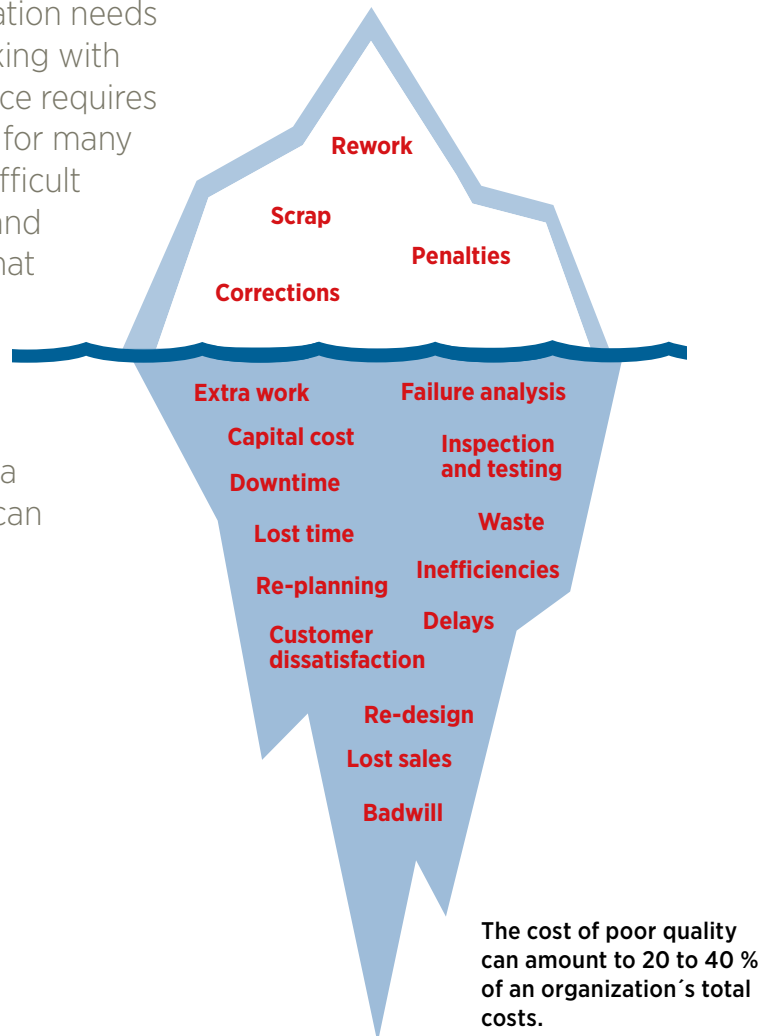 ation needs
king with
ce requires
for many
fficult
and
hat
a
can
Rework
Scrap
Penalties
Corrections
Extra work
Failure analysis
Capital cost
Inspection
and testing
Downtime
Waste
Lost time
Inefficiencies
Re-planning
Delays
Customer
dissatisfaction
Re-design
Lost sales
Badwill
The cost of poor quality
can amount to 20 to 40 %
of an organization´s total
costs.